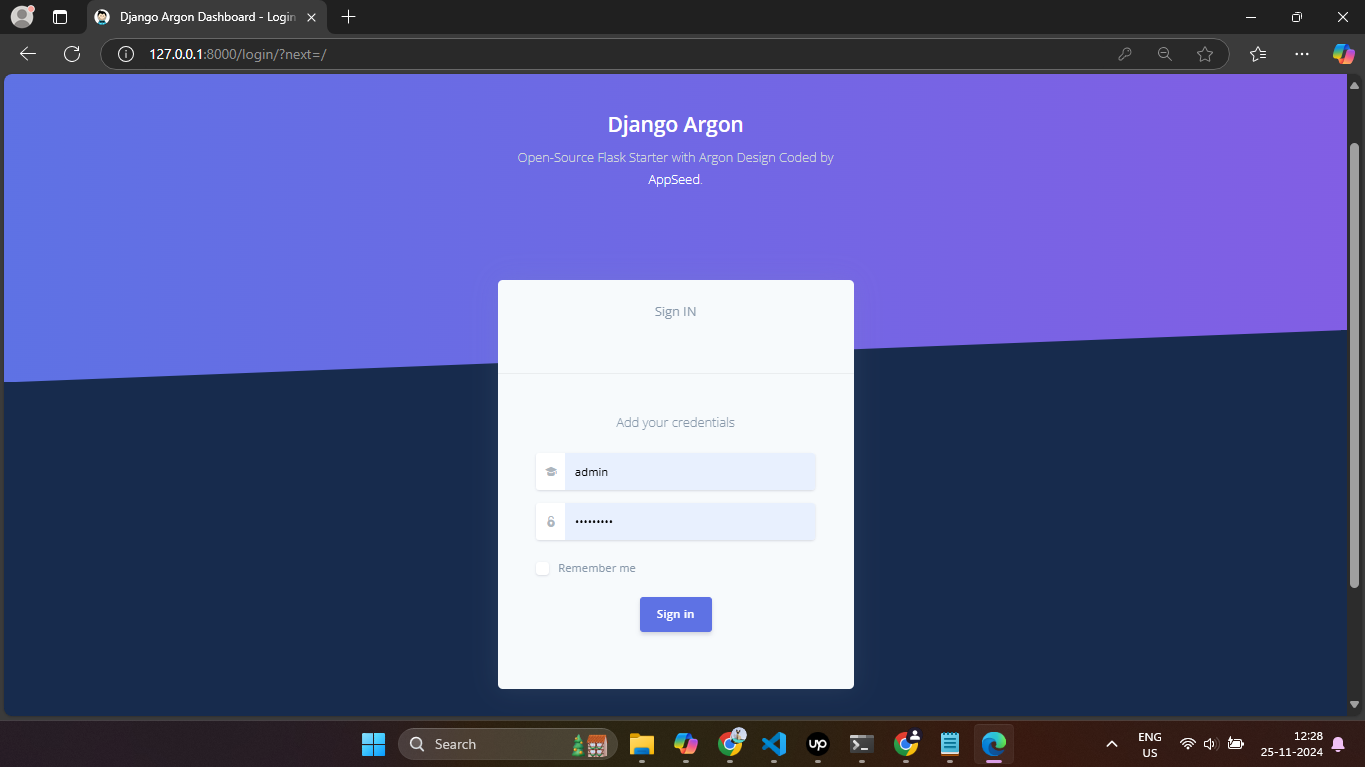 Django Argon Dashboard - Login
127.0.0.1:8000/login/?next=/
Django Argon
Open-Source Flask Starter with Argon Design Coded by
AppSeed.
Sign IN
Add your credentials
admin
•••••••••
Remember me
Sign in
Search
up
ENG
US
12:28
25-11-2024